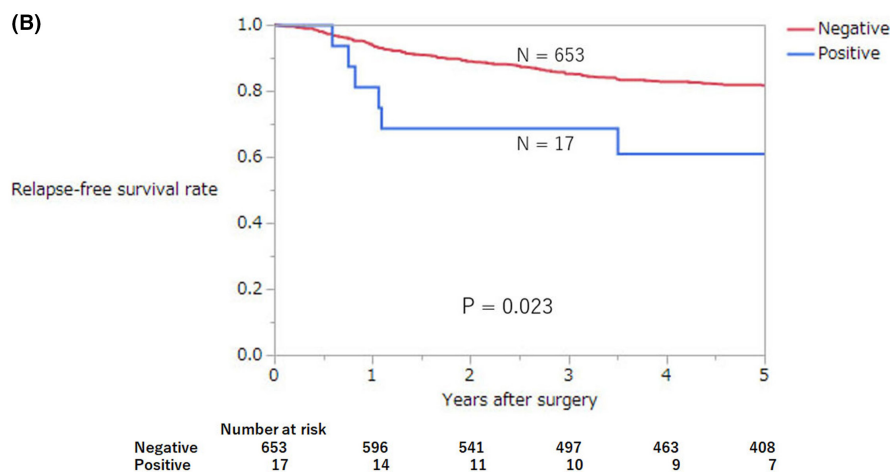 (B)
Negative
Positive
1.0
0.8
0.6
0.4
0.2
0.0
Relapse-free survival rate
N = 653
N = 17
P = 0.023
0 1 2 3 4 5
Years after surgery
Number at risk
Negative 653 596 541 497 463 408
Positive 17 14 11 10 9 7